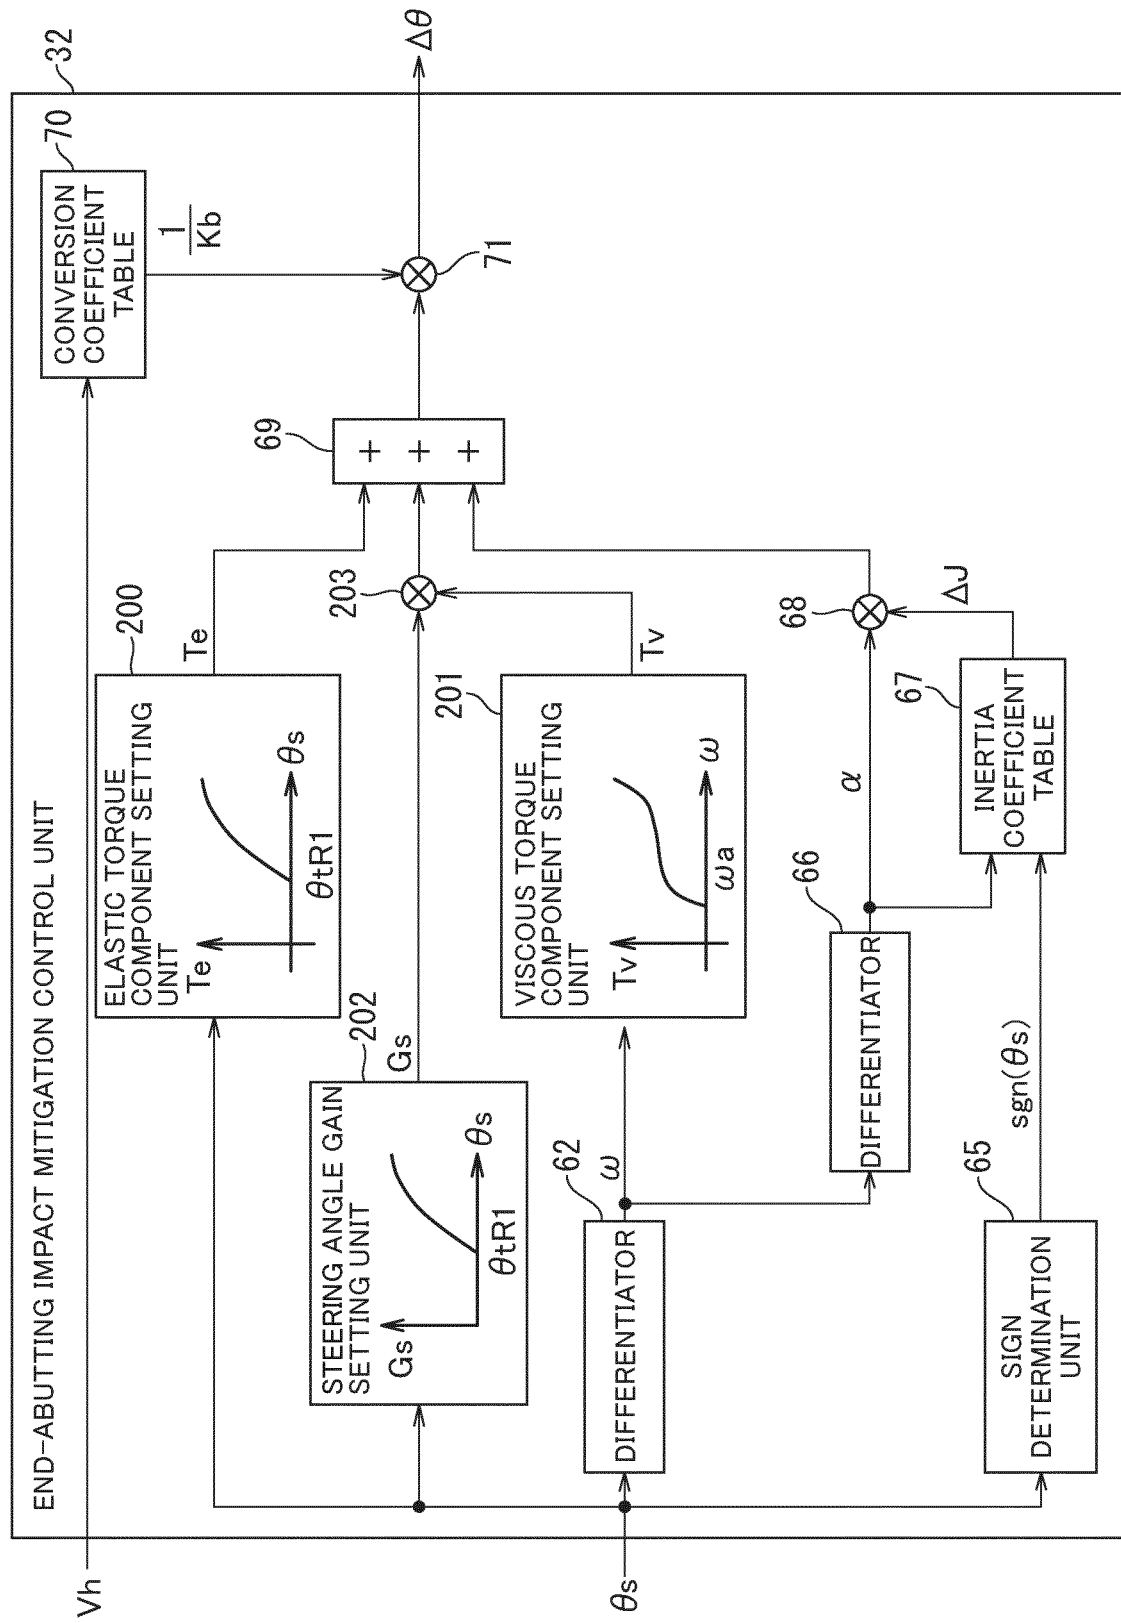 END-ABUTTING IMPACT MITIGATION CONTROL UNIT
32
Vh
70
CONVERSION
COEFFICIENT
TABLE
1
Kb
200
ELASTIC TORQUE
COMPONENT SETTING
UNIT
Te
θs
θtR1
Te
69
+
+
+
71
Δθ
202
STEERING ANGLE GAIN
SETTING UNIT
Gs
θs
θtR1
Gs
203
201
VISCOUS TORQUE
COMPONENT SETTING
UNIT
Tv
ω
ωa
Tv
θs
62
DIFFERENTIATOR
ω
66
DIFFERENTIATOR
α
68
ΔJ
67
INERTIA
COEFFICIENT
TABLE
65
SIGN
DETERMINATION
UNIT
sgn(θs)